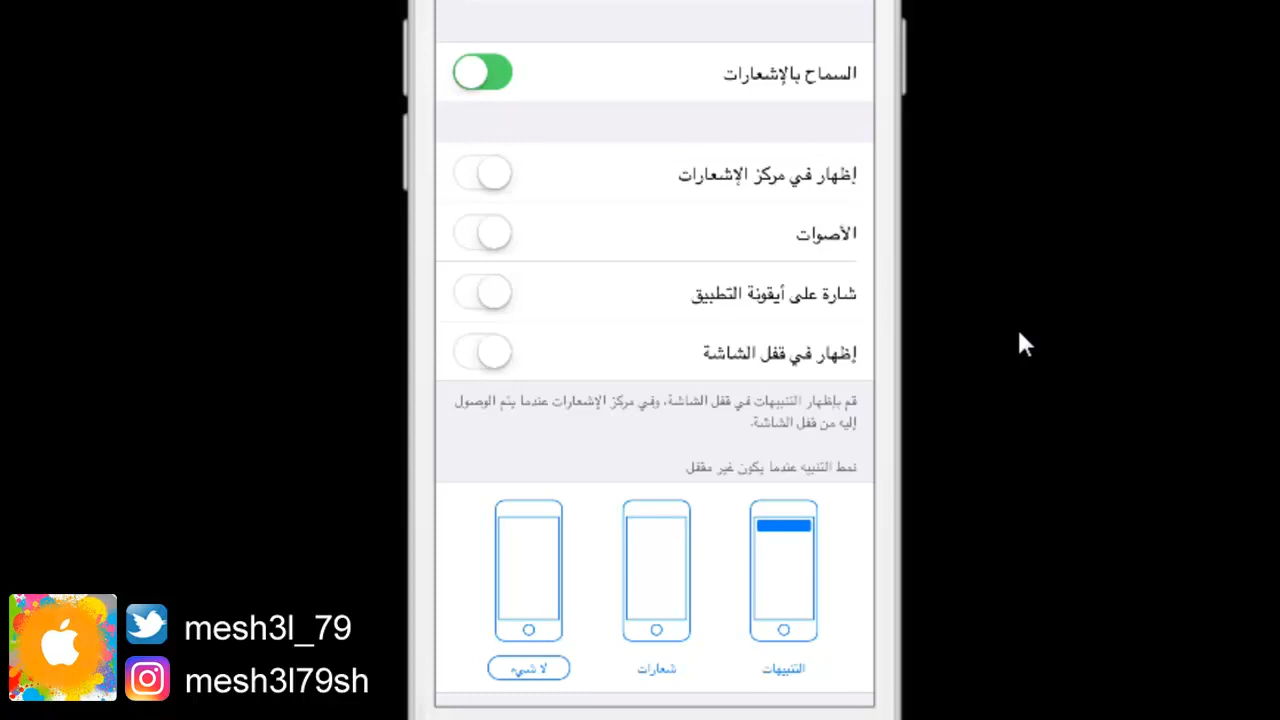 السماح بالإشعارات
إظهار في مركز الإشعارات
الأصوات
شارة على أيقونة التطبيق
إظهار في قفل الشاشة
قم بإظهار التنبيهات في قفل الشاشة، وفي مركز الإشعارات عندما يتم الوصول
إليه من قفل الشاشة.
نمط التنبيه عندما يكون غير مقفل
التنبيهات
شعارات
لا شيء
mesh3l_79
mesh3l79sh